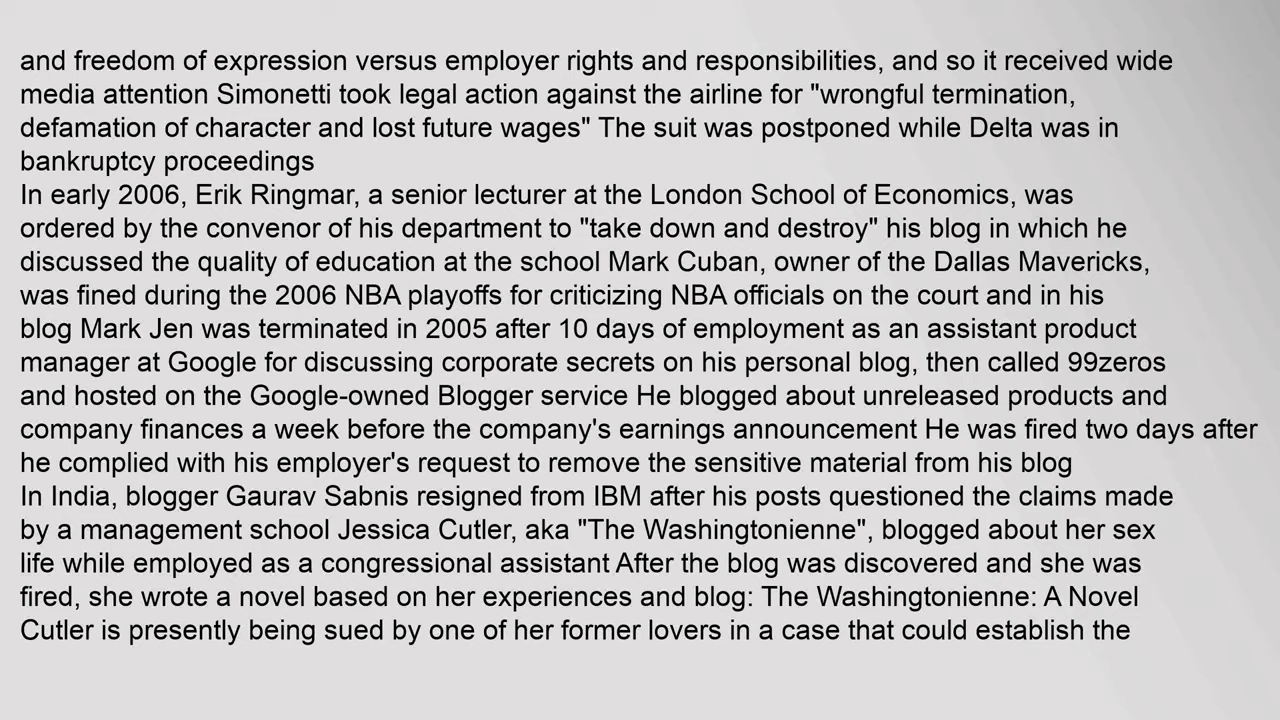 and freedom of expression versus employer rights and responsibilities, and so it received wide
media attention Simonetti took legal action against the airline for "wrongful termination,
defamation of character and lost future wages" The suit was postponed while Delta was in
bankruptcy proceedings
In early 2006, Erik Ringmar, a senior lecturer at the London School of Economics, was
ordered by the convenor of his department to "take down and destroy" his blog in which he
discussed the quality of education at the school Mark Cuban, owner of the Dallas Mavericks,
was fined during the 2006 NBA playoffs for criticizing NBA officials on the court and in his
blog Mark Jen was terminated in 2005 after 10 days of employment as an assistant product
manager at Google for discussing corporate secrets on his personal blog, then called 99zeros
and hosted on the Google-owned Blogger service He blogged about unreleased products and
company finances a week before the company's earnings announcement He was fired two days after
he complied with his employer's request to remove the sensitive material from his blog
In India, blogger Gaurav Sabnis resigned from IBM after his posts questioned the claims made
by a management school Jessica Cutler, aka "The Washingtonienne", blogged about her sex
life while employed as a congressional assistant After the blog was discovered and she was
fired, she wrote a novel based on her experiences and blog: The Washingtonienne: A Novel
Cutler is presently being sued by one of her former lovers in a case that could establish the